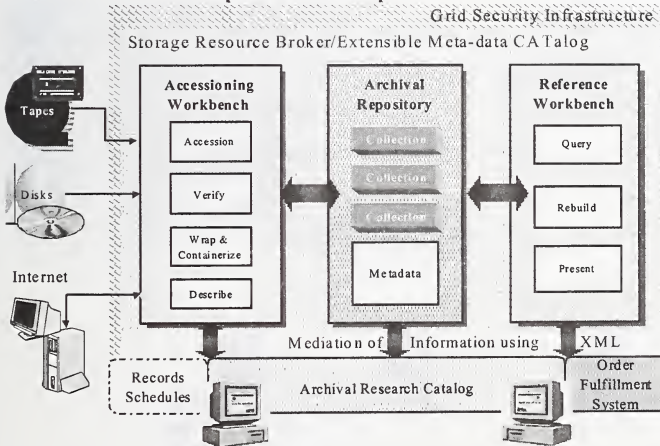 Grid Security Infrastructure
Storage Resource Broker/Extensible Meta-data CATalog
Tapes
Disks
Internet
Accessioning
Workbench
Accession
Verify
Wrap &
Containerize
Describe
Archival
Repository
Collection
Collection
Collection
Metadata
Reference
Workbench
Query
Rebuild
Present
Mediation of Information using XML
Records
Schedules
Archival Research Catalog
Order
Fulfillment
System